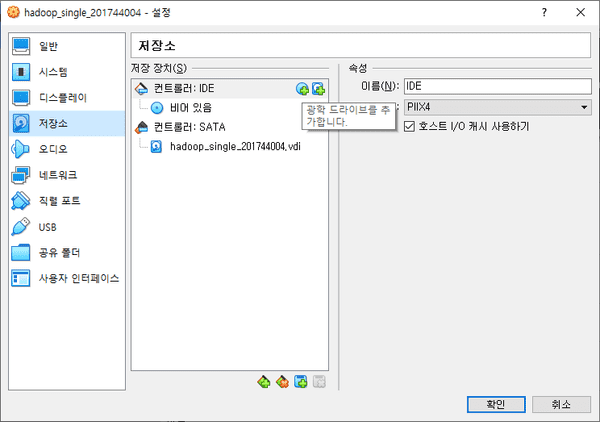 hadoop_single_201744004 - 설정
일반
시스템
디스플레이
저장소
오디오
네트워크
직렬 포트
USB
공유 폴더
사용자 인터페이스
저장소
저장 장치(S)
컨트롤러: IDE
비어 있음
컨트롤러: SATA
hadoop_single_201744004.vdi
광학 드라이브를 추
가합니다.
속성
이름(N): IDE
PIIX4
호스트 I/O 캐시 사용하기
확인
취소